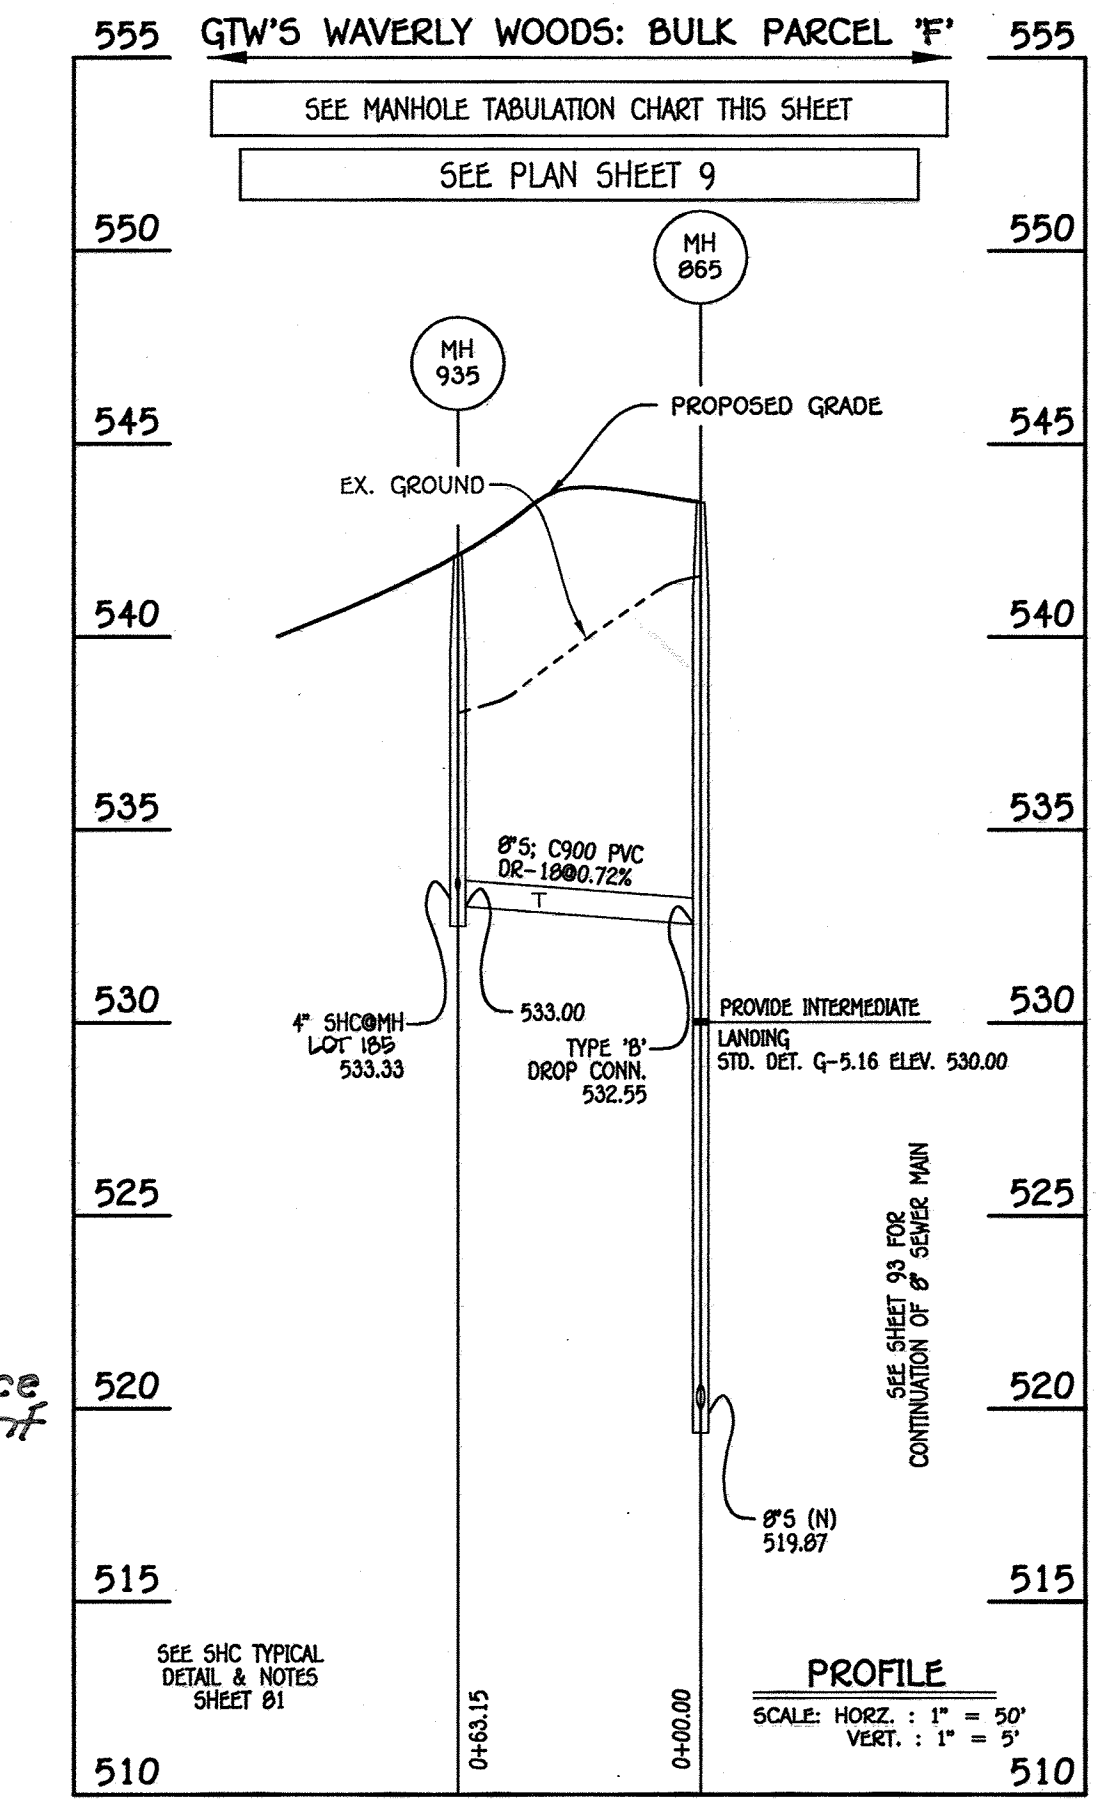 555 GTW'S WAVERLY WOODS: BULK PARCEL 'F' 555
SEE MANHOLE TABULATION CHART THIS SHEET
SEE PLAN SHEET 9
550 550
MH
865
MH
935
PROPOSED GRADE
545 545
EX. GROUND
540 540
535 535
8"S; C900 PVC
DR-18@0.72%
T
530 530
533.00
4" SHC@MH
LOT 185
533.33
TYPE 'B'
DROP CONN.
532.55
PROVIDE INTERMEDIATE
LANDING
STD. DET. G-5.16 ELEV. 530.00
525 525
SEE SHEET 93 FOR
CONTINUATION OF 8" SEWER MAIN
ce
520 520
8"S (N)
519.87
515 515
SEE SHC TYPICAL
DETAIL & NOTES
SHEET 81
0+63.15
0+00.00
PROFILE
SCALE: HORZ. : 1" = 50'
VERT. : 1" = 5'
510 510